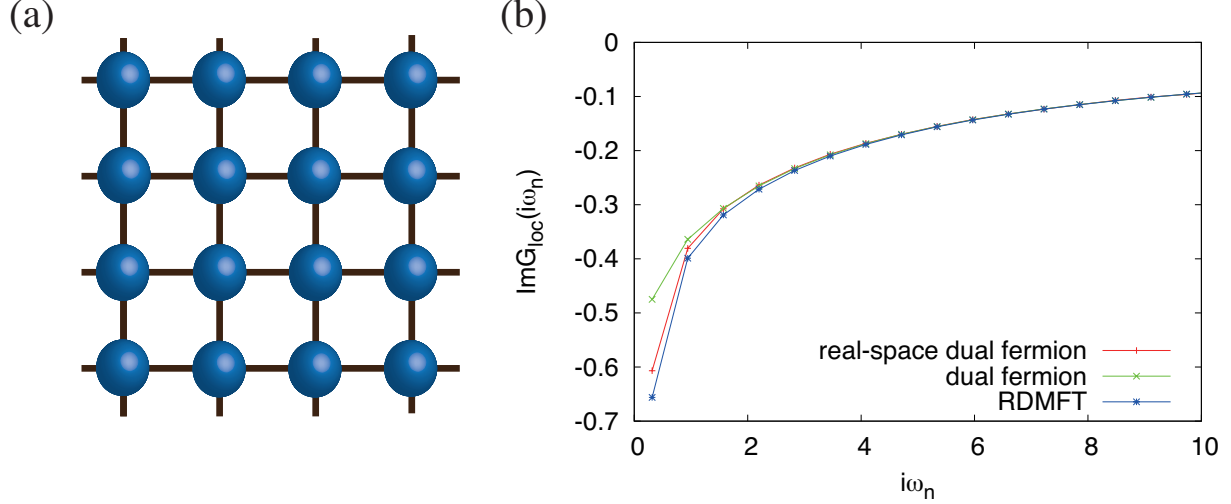 (a)
(b)
0
-0.1
-0.2
-0.3
-0.4
-0.5
-0.6
-0.7
ImG_loc(iω_n)
real-space dual fermion
dual fermion
RDMFT
0 2 4 6 8 10
iω_n